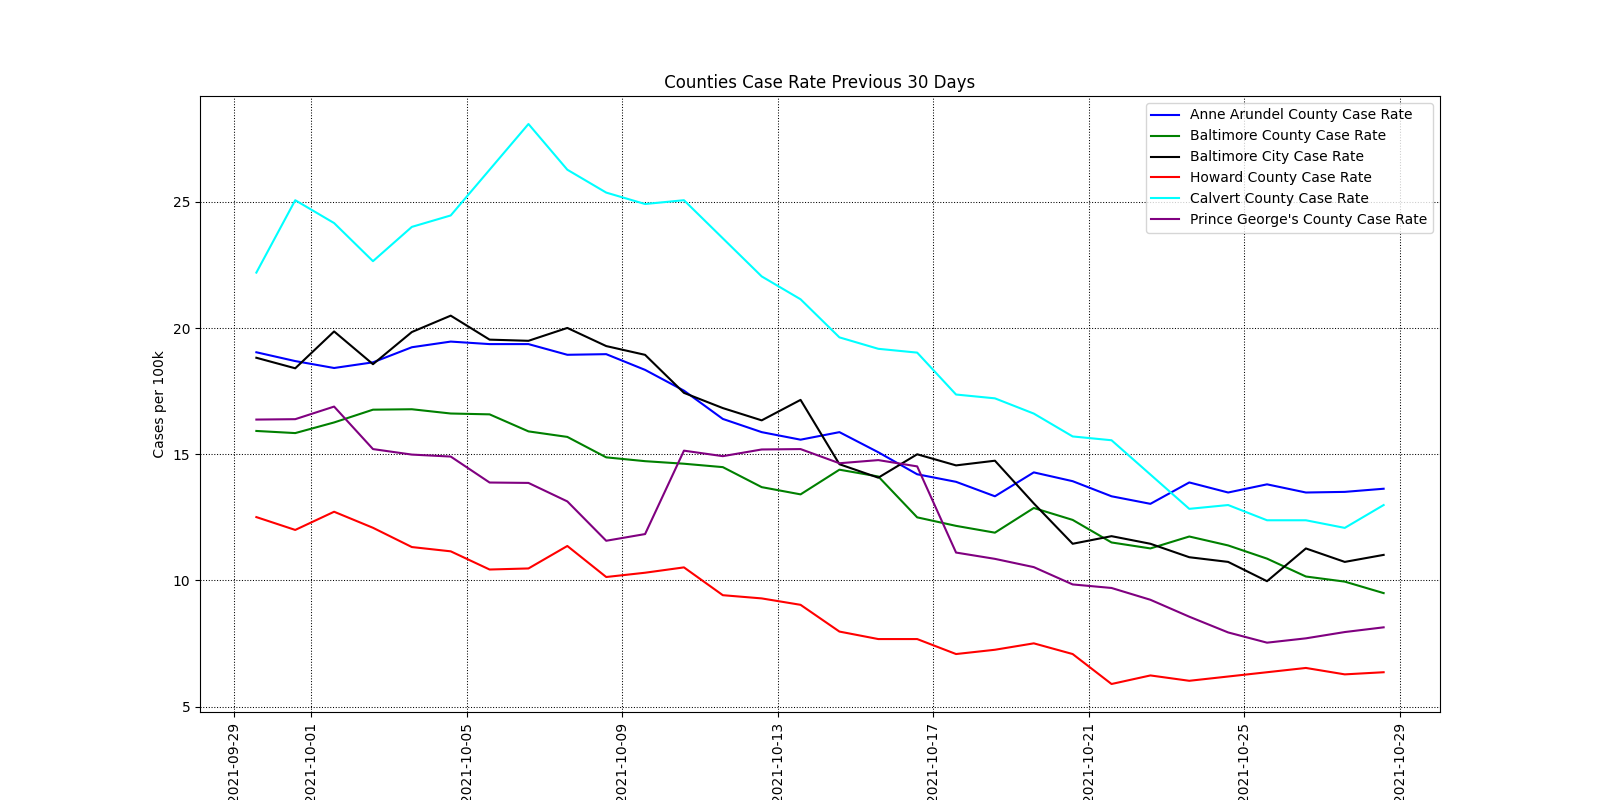 Counties Case Rate Previous 30 Days
Anne Arundel County Case Rate
Baltimore County Case Rate
Baltimore City Case Rate
Howard County Case Rate
Calvert County Case Rate
Prince George's County Case Rate
Cases per 100k
25
20
15
10
5
2021-09-29
2021-10-01
2021-10-05
2021-10-09
2021-10-13
2021-10-17
2021-10-21
2021-10-25
2021-10-29